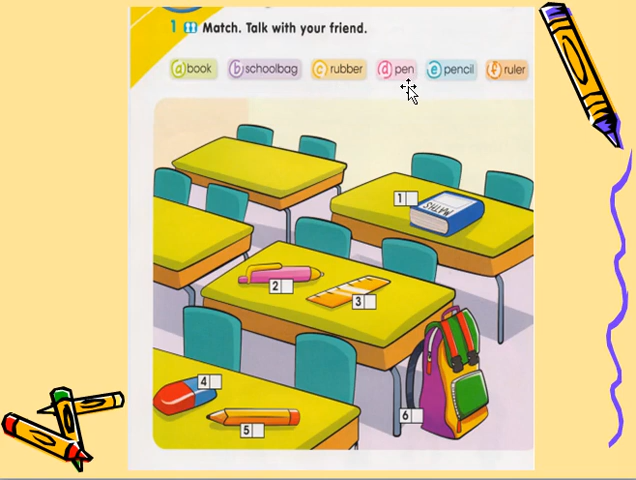 1 Match. Talk with your friend.
a book b schoolbag c rubber d pen e pencil f ruler
1
MATHS
2
3
4
5
6